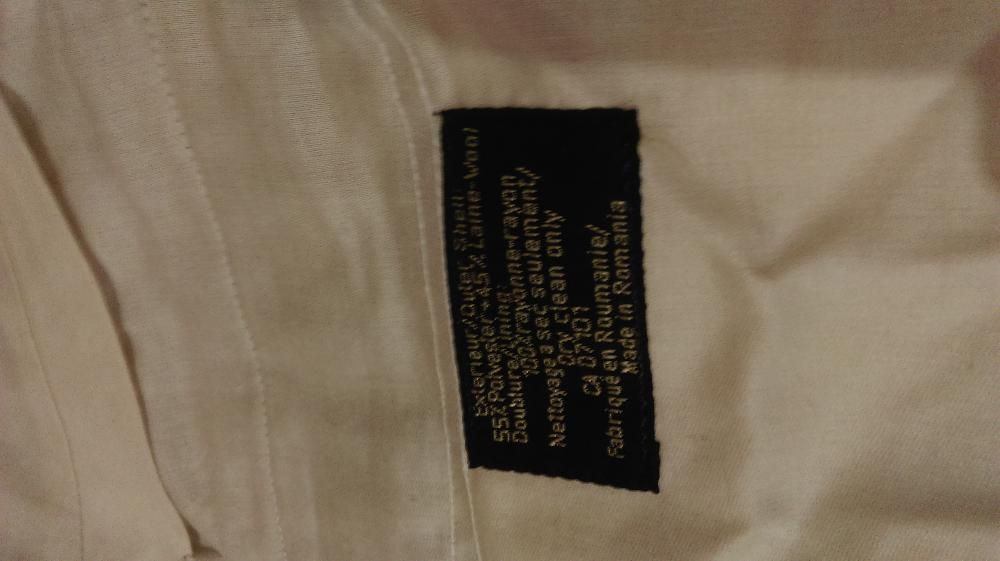 Exterieur/Outer Shell:
55%Polyester+45%Laine-Wool
Doublure/Lining:
100%rayonne-rayon
Nettoyage a sec seulement/
Dry clean only
CA 07101
Fabriqué en Roumanie/
Made in Romania